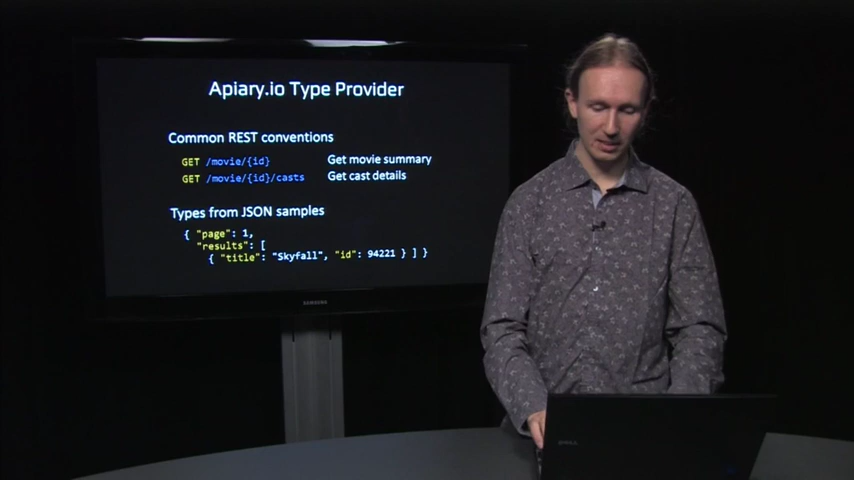 Apiary.io Type Provider
Common REST conventions
GET /movie/{id} Get movie summary
GET /movie/{id}/casts Get cast details
Types from JSON samples
{ "page": 1,
"results": [
{ "title": "Skyfall", "id": 94221 } ] }
SAMSUNG
DELL